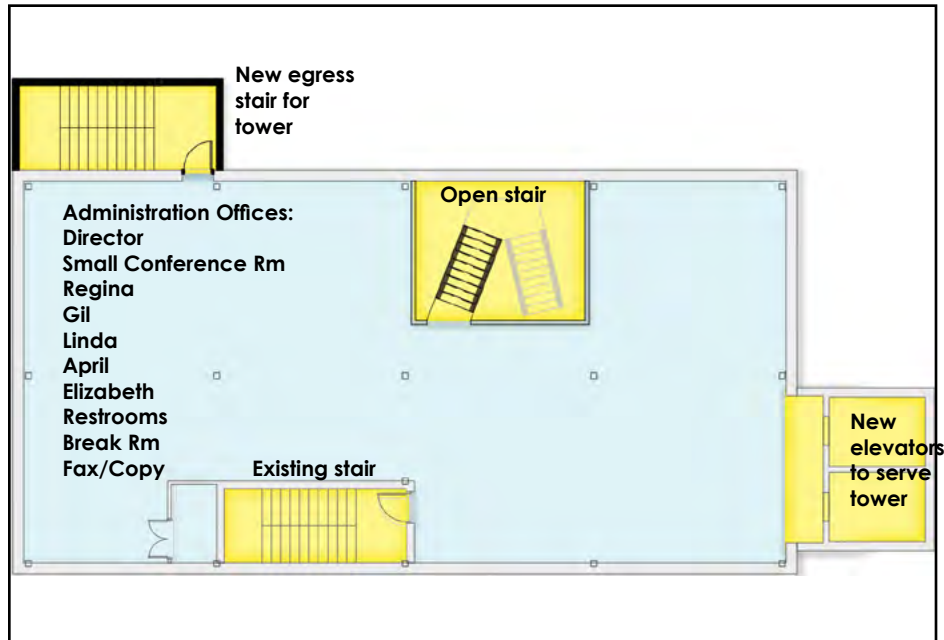 New egress
stair for
tower
Open stair
Administration Offices:
Director
Small Conference Rm
Regina
Gil
Linda
April
Elizabeth
Restrooms
Break Rm
Fax/Copy
Existing stair
New
elevators
to serve
tower